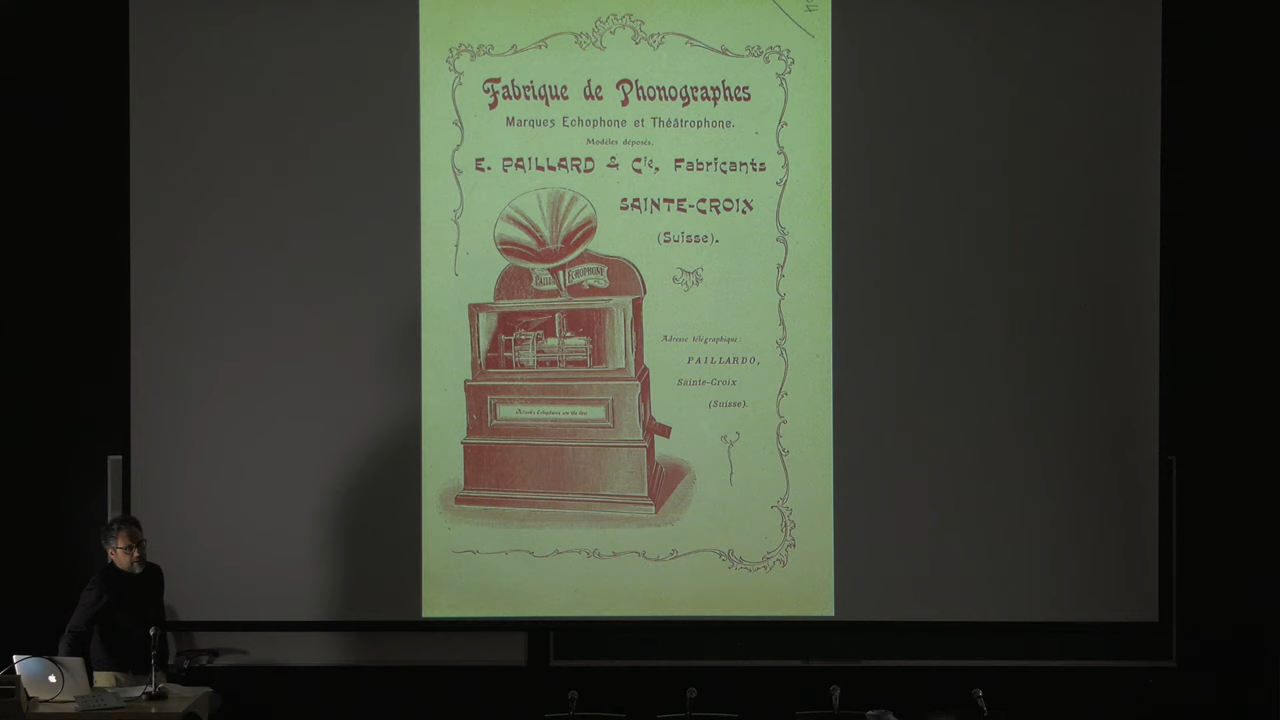 Fabrique de Phonographes
Marques Echophone et Théâtrophone.
Modèles déposés.
E. PAILLARD & Cie, Fabricants
SAINTE-CROIX
(Suisse).
ECHOPHONE
Adresse télégraphique:
PAILLARDO,
Sainte-Croix
(Suisse).